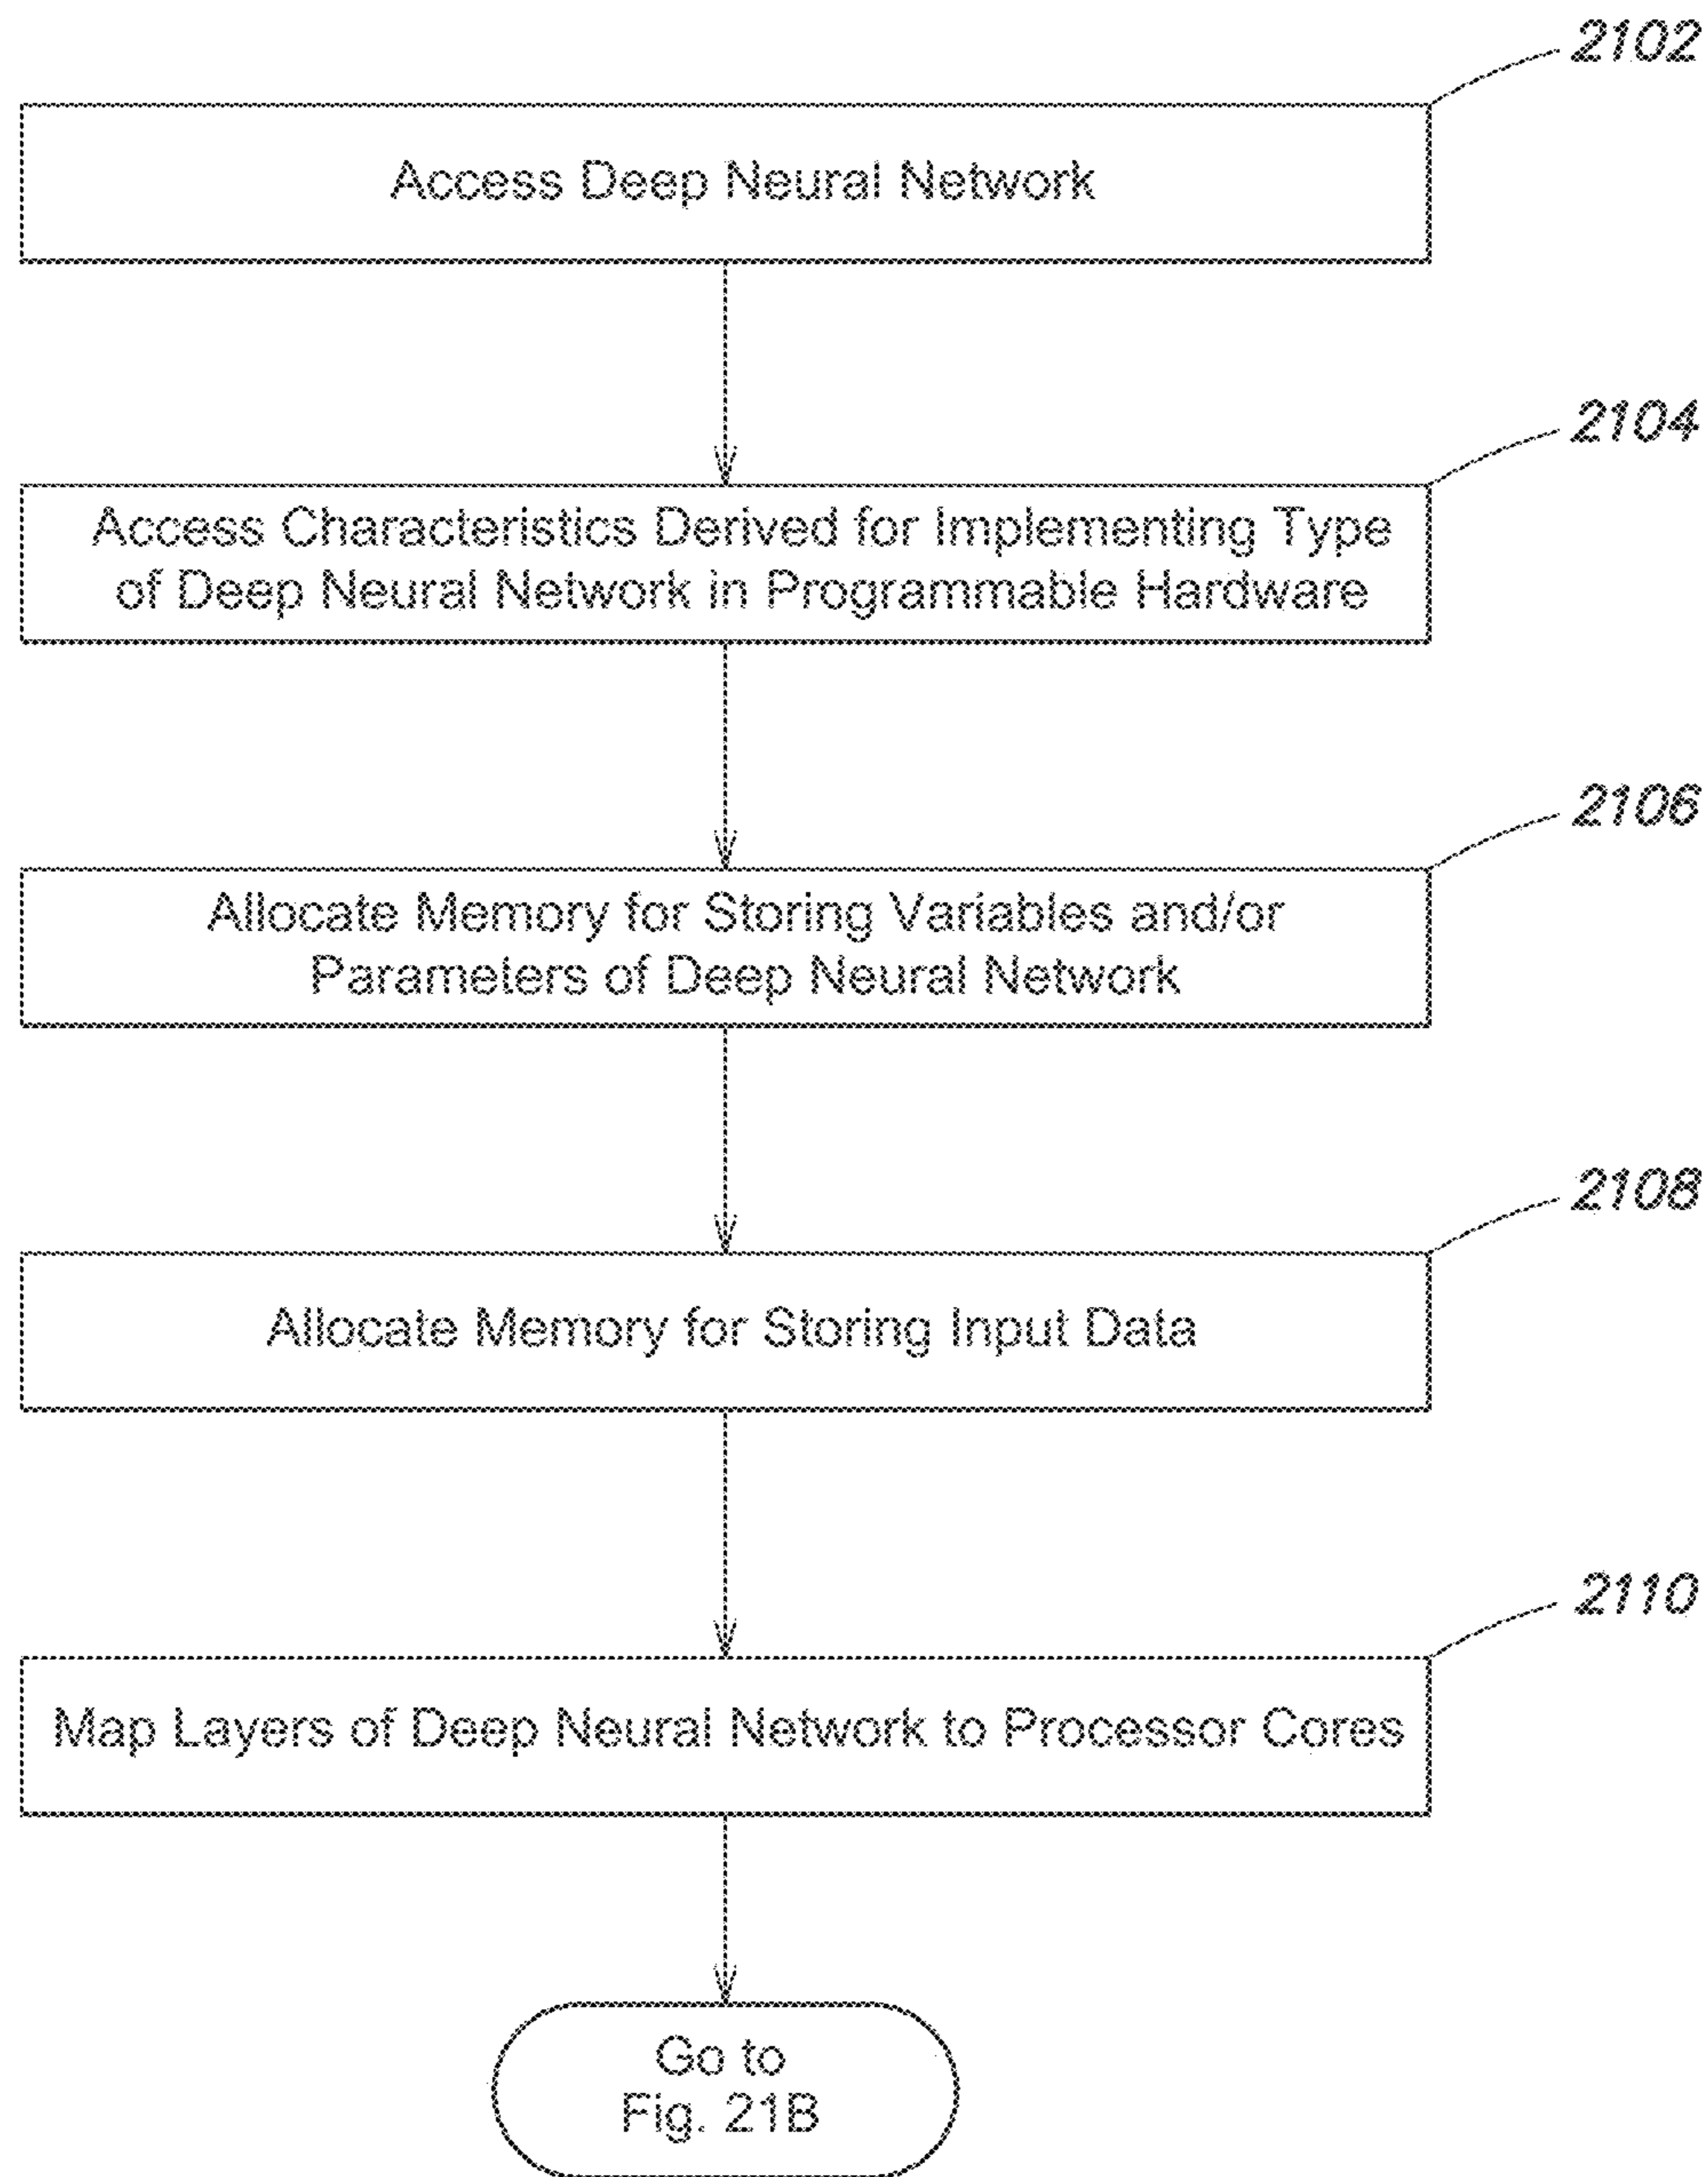 2102
Access Deep Neural Network
2104
Access Characteristics Derived for Implementing Type
of Deep Neural Network in Programmable Hardware
2106
Allocate Memory for Storing Variables and/or
Parameters of Deep Neural Network
2108
Allocate Memory for Storing Input Data
2110
Map Layers of Deep Neural Network to Processor Cores
Go to
Fig. 21B